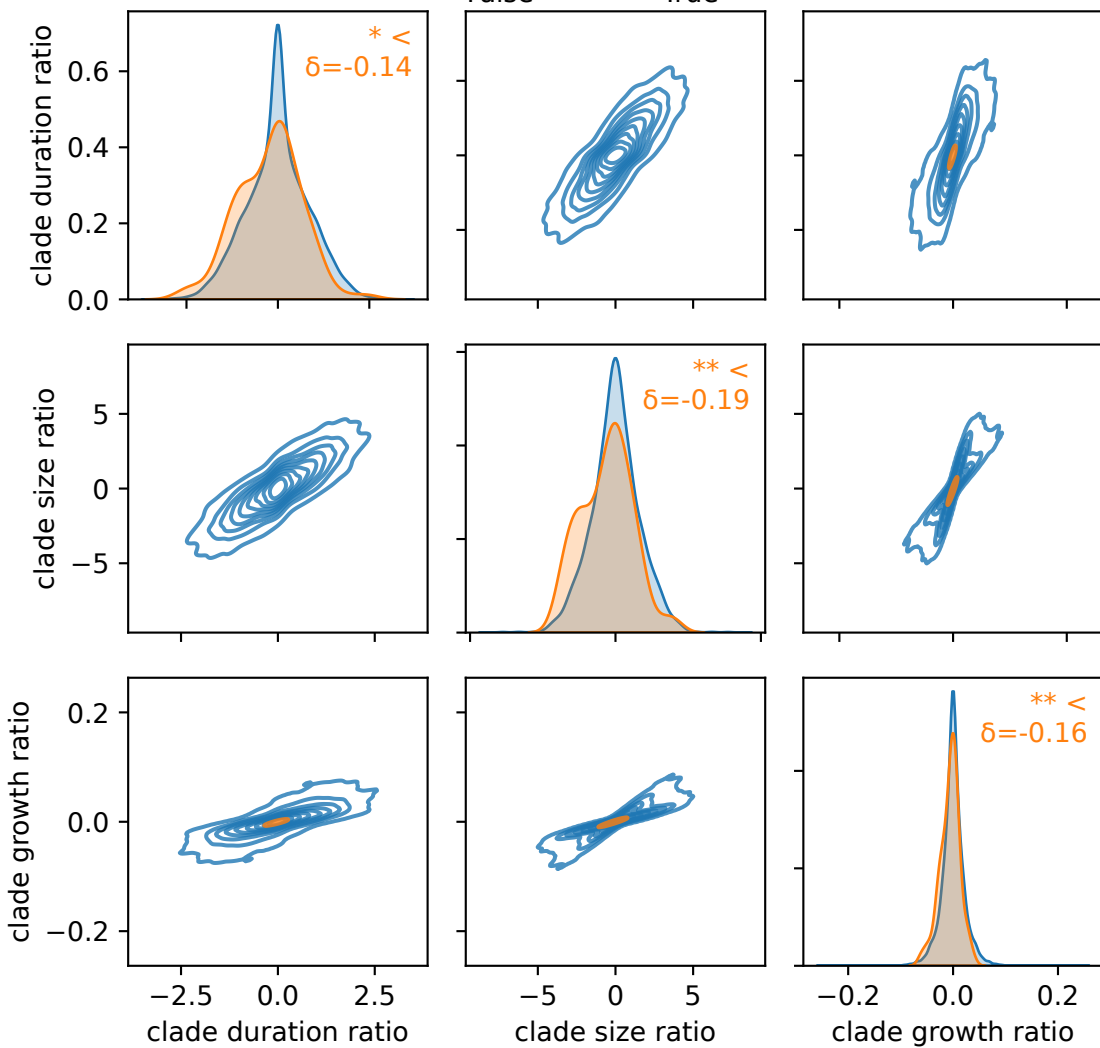 clade duration ratio
0.6
0.4
0.2
0.0
* <
δ=-0.14
clade size ratio
5
0
−5
** <
δ=-0.19
clade growth ratio
0.2
0.0
−0.2
** <
δ=-0.16
−2.5 0.0 2.5
−5 0 5
−0.2 0.0 0.2
clade duration ratio
clade size ratio
clade growth ratio